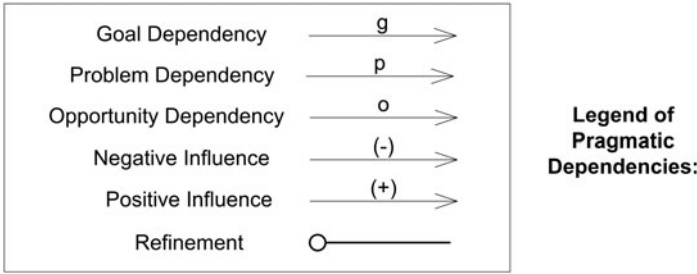 Goal Dependency g
Problem Dependency p
Opportunity Dependency o
Negative Influence (-)
Positive Influence (+)
Refinement
Legend of
Pragmatic
Dependencies: